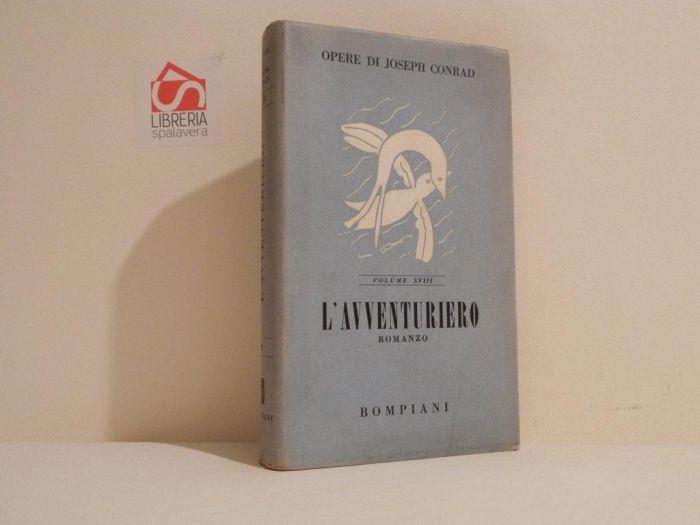 LIBRERIA
spalavera
OPERE DI JOSEPH CONRAD
VOLUME XVIII
L'AVVENTURIERO
ROMANZO
BOMPIANI